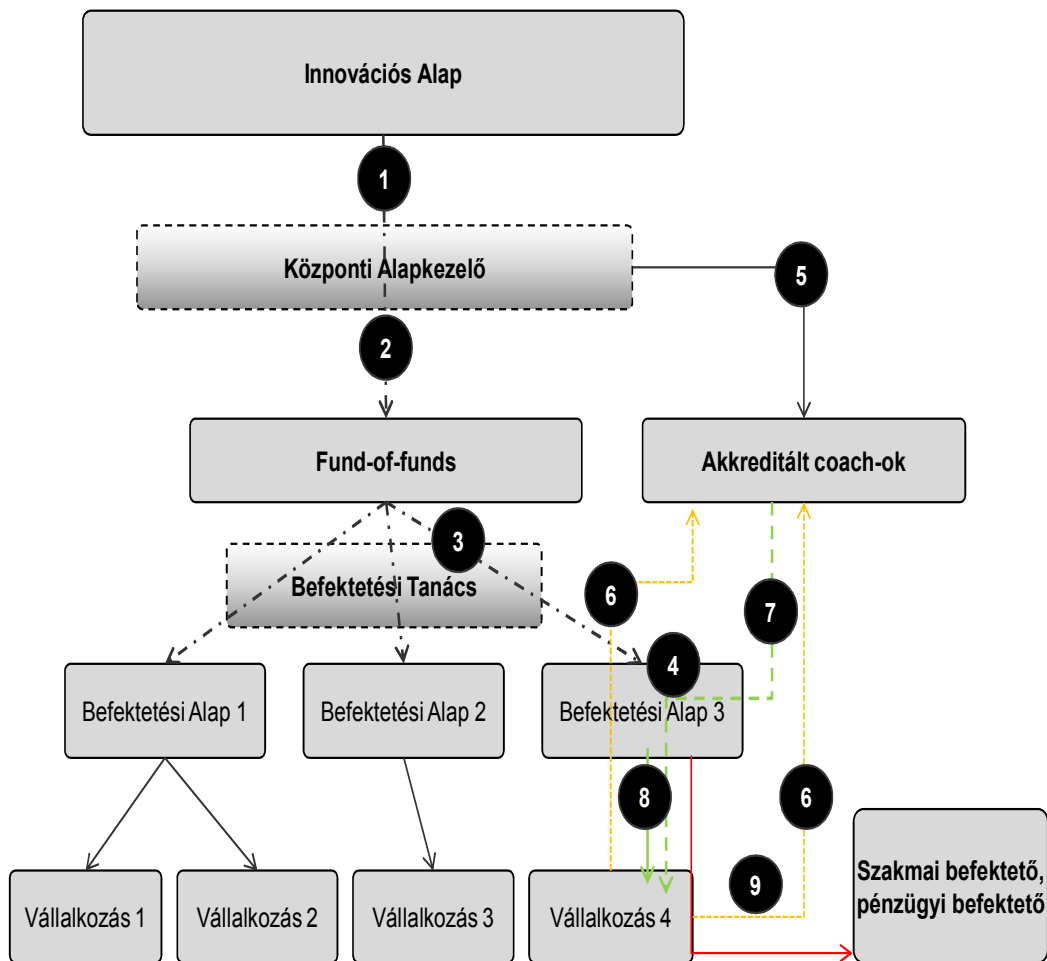 Innovációs Alap
1
Központi Alapkezelő
5
2
Fund-of-funds
Akkreditált coach-ok
3
Befektetési Tanács
6
7
4
Befektetési Alap 1
Befektetési Alap 2
Befektetési Alap 3
8
6
9
Vállalkozás 1
Vállalkozás 2
Vállalkozás 3
Vállalkozás 4
Szakmai befektető,
pénzügyi befektető